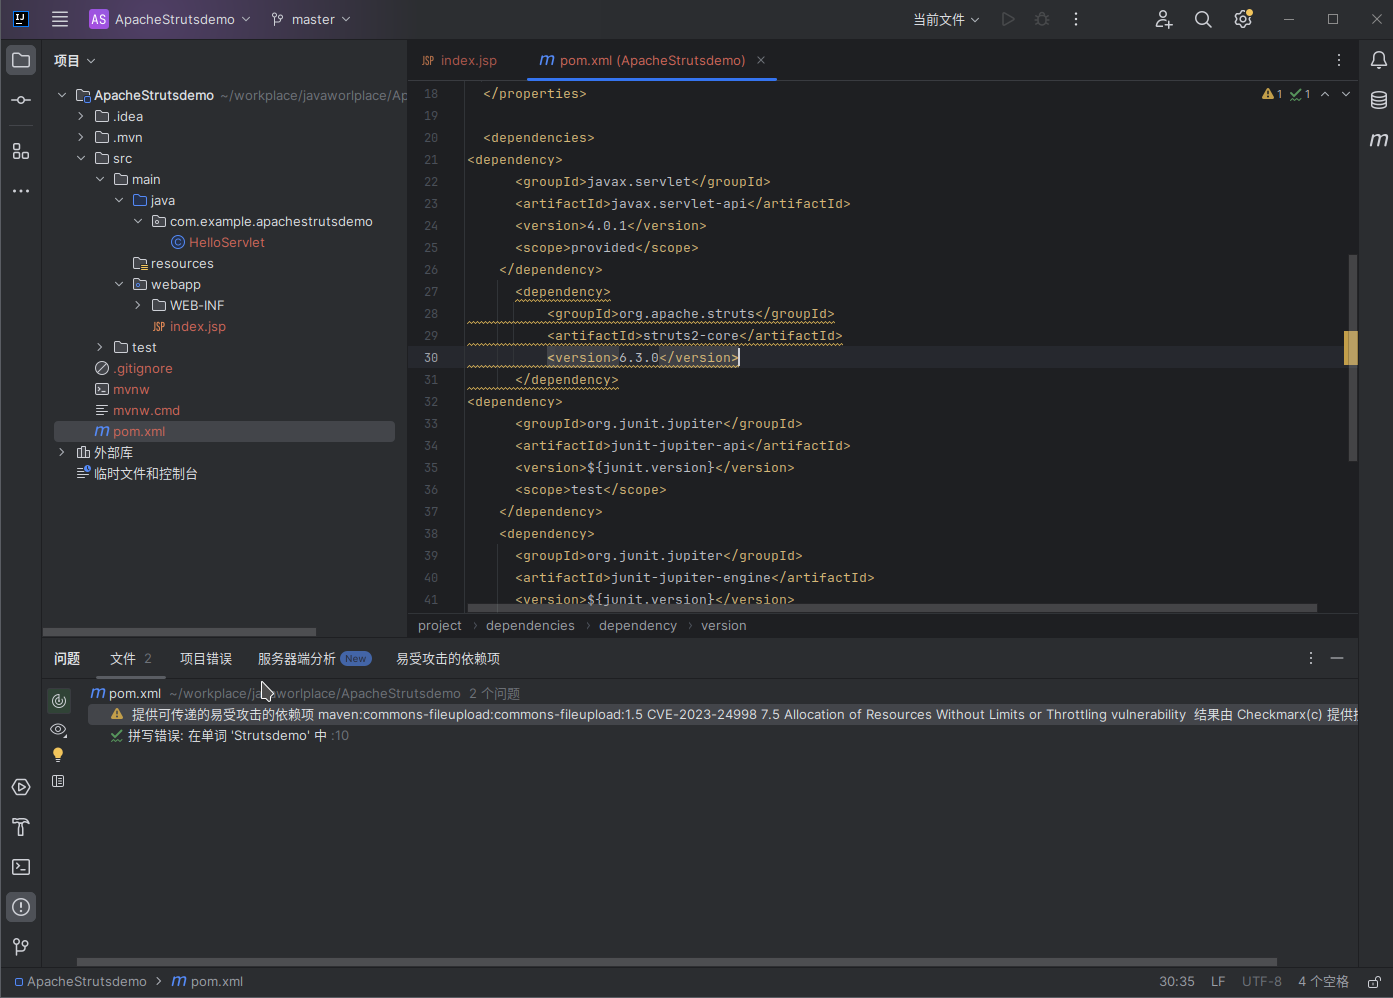 AS ApacheStrutsdemo master 当前文件
项目
JSP index.jsp
m pom.xml (ApacheStrutsdemo)
ApacheStrutsdemo ~/workplace/javaworlplace/Ap
.idea
.mvn
src
main
java
com.example.apachestrutsdemo
HelloServlet
resources
webapp
WEB-INF
JSP index.jsp
test
.gitignore
mvnw
mvnw.cmd
m pom.xml
外部库
临时文件和控制台
1 1
18 </properties>
19
20 <dependencies>
21 <dependency>
22 <groupId>javax.servlet</groupId>
23 <artifactId>javax.servlet-api</artifactId>
24 <version>4.0.1</version>
25 <scope>provided</scope>
26 </dependency>
27 <dependency>
28 <groupId>org.apache.struts</groupId>
29 <artifactId>struts2-core</artifactId>
30 <version>6.3.0</version>
31 </dependency>
32 <dependency>
33 <groupId>org.junit.jupiter</groupId>
34 <artifactId>junit-jupiter-api</artifactId>
35 <version>${junit.version}</version>
36 <scope>test</scope>
37 </dependency>
38 <dependency>
39 <groupId>org.junit.jupiter</groupId>
40 <artifactId>junit-jupiter-engine</artifactId>
41 <version>${junit.version}</version>
project dependencies dependency version
问题 文件 2 项目错误 服务器端分析 New 易受攻击的依赖项
m pom.xml ~/workplace/javaworlplace/ApacheStrutsdemo 2 个问题
提供可传递的易受攻击的依赖项 maven:commons-fileupload:commons-fileupload:1.5 CVE-2023-24998 7.5 Allocation of Resources Without Limits or Throttling vulnerability 结果由 Checkmarx(c) 提供
拼写错误: 在单词 'Strutsdemo' 中 :10
ApacheStrutsdemo m pom.xml 30:35 LF UTF-8 4 个空格